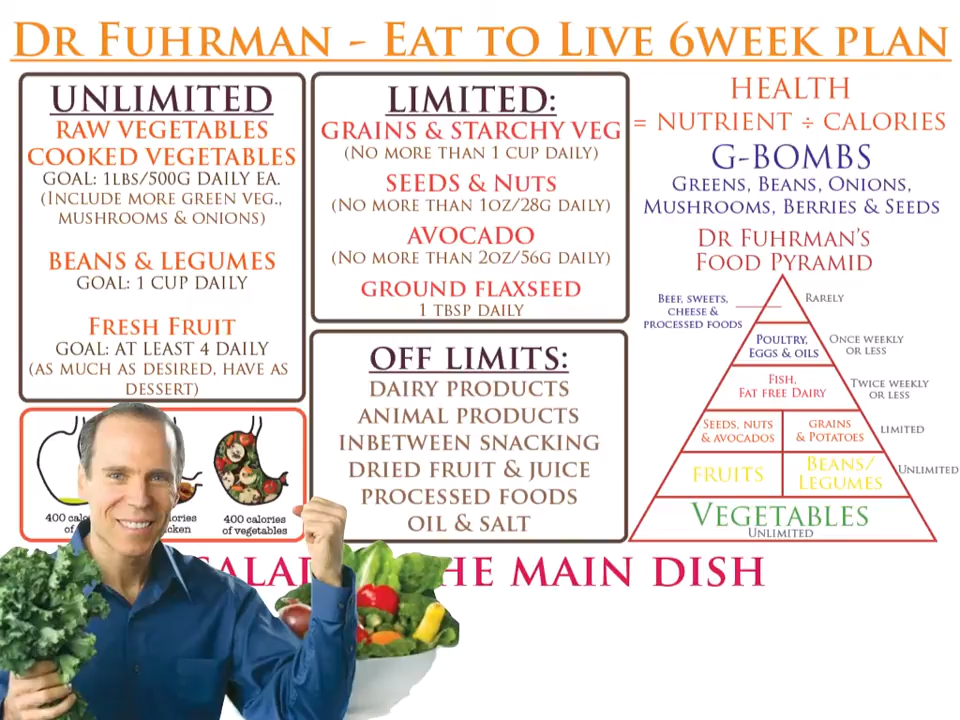 DR FUHRMAN - EAT TO LIVE 6WEEK PLAN
UNLIMITED
RAW VEGETABLES
COOKED VEGETABLES
GOAL: 1LBS/500G DAILY EA.
(INCLUDE MORE GREEN VEG.,
MUSHROOMS & ONIONS)
BEANS & LEGUMES
GOAL: 1 CUP DAILY
FRESH FRUIT
GOAL: AT LEAST 4 DAILY
(AS MUCH AS DESIRED, HAVE AS
DESSERT)
400 calories
of vegetables
LIMITED:
GRAINS & STARCHY VEG
(NO MORE THAN 1 CUP DAILY)
SEEDS & NUTS
(NO MORE THAN 1OZ/28G DAILY)
AVOCADO
(NO MORE THAN 2OZ/56G DAILY)
GROUND FLAXSEED
1 TBSP DAILY
OFF LIMITS:
DAIRY PRODUCTS
ANIMAL PRODUCTS
INBETWEEN SNACKING
DRIED FRUIT & JUICE
PROCESSED FOODS
OIL & SALT
HEALTH
= NUTRIENT ÷ CALORIES
G-BOMBS
GREENS, BEANS, ONIONS,
MUSHROOMS, BERRIES & SEEDS
DR FUHRMAN'S
FOOD PYRAMID
BEEF, SWEETS,
CHEESE &
PROCESSED FOODS
RARELY
POULTRY,
EGGS & OILS
ONCE WEEKLY
OR LESS
FISH,
FAT FREE DAIRY
TWICE WEEKLY
OR LESS
SEEDS, NUTS
& AVOCADOS
GRAINS
& POTATOES
LIMITED
FRUITS
BEANS/
LEGUMES
UNLIMITED
VEGETABLES
UNLIMITED
MAIN DISH